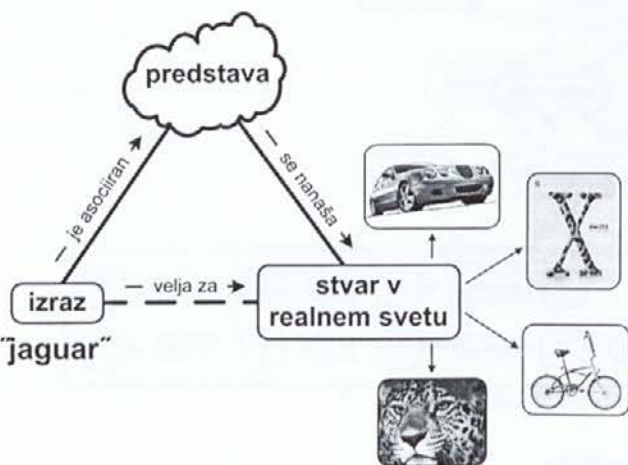 predstava
— je asociiran
— se nanaša
— velja za
izraz
"jaguar"
stvar v
realnem svetu
X